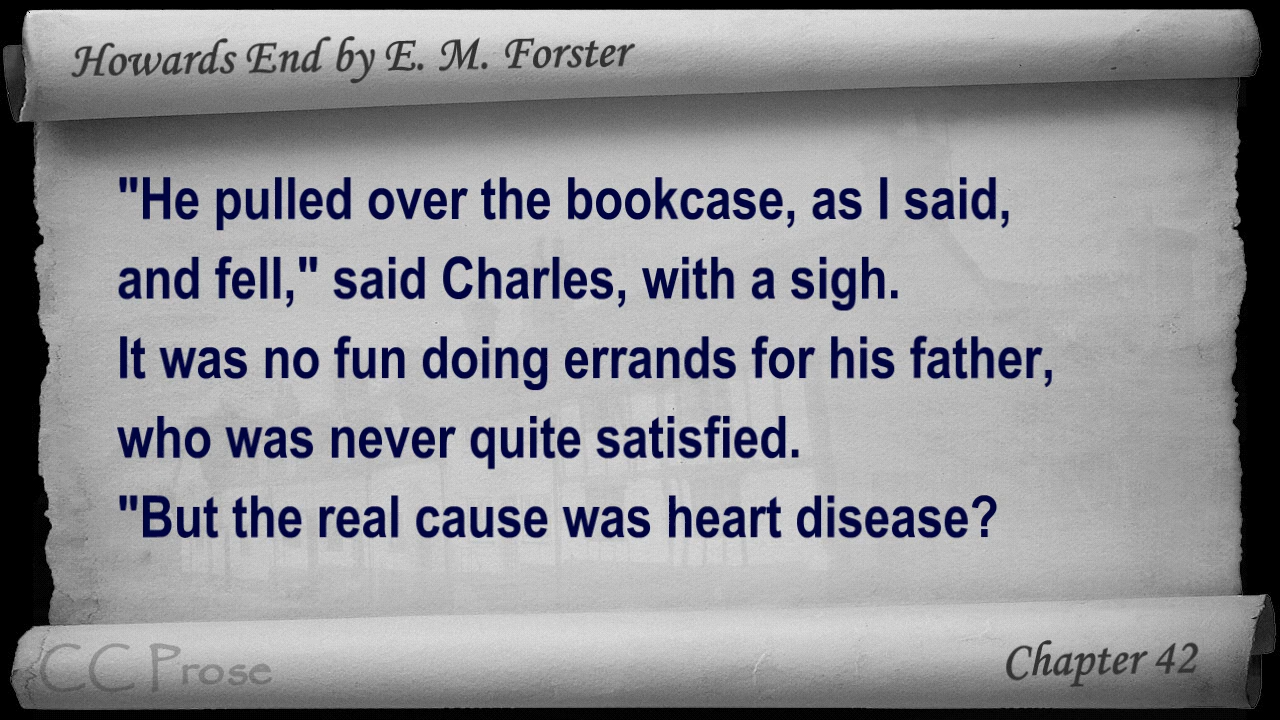 Howards End by E. M. Forster
"He pulled over the bookcase, as I said,
and fell," said Charles, with a sigh.
It was no fun doing errands for his father,
who was never quite satisfied.
"But the real cause was heart disease?
CC Prose
Chapter 42